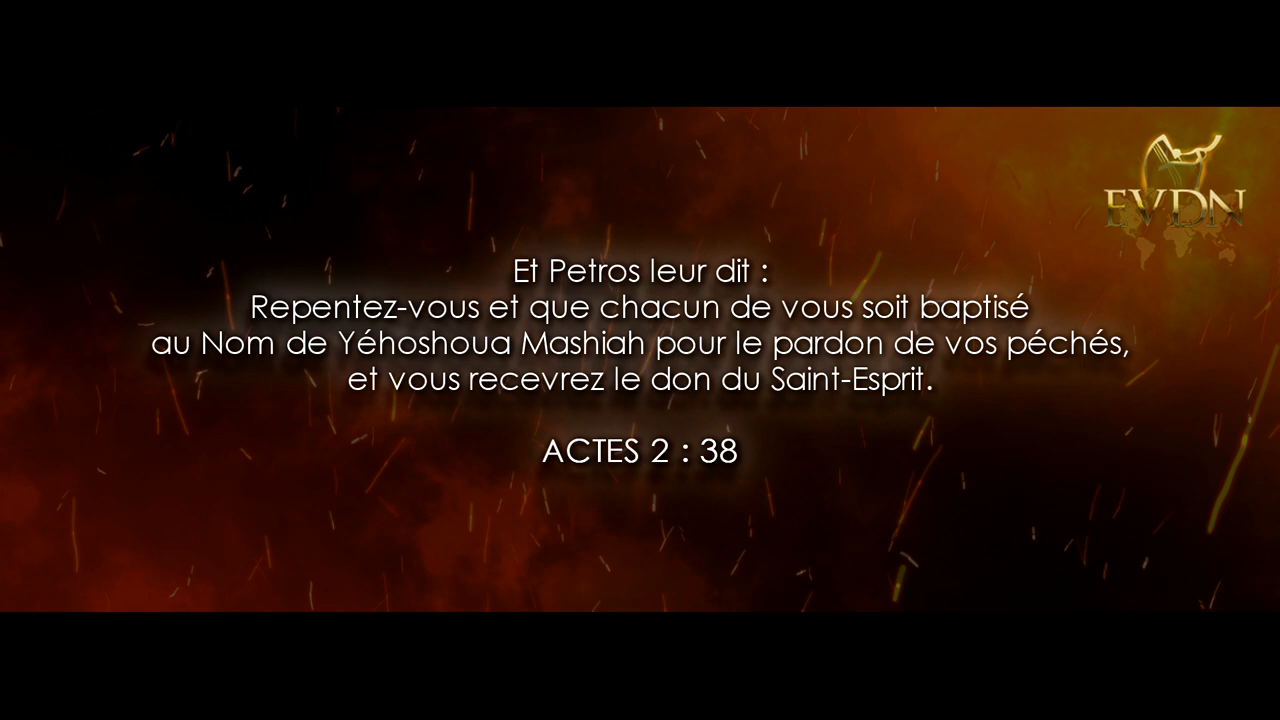 EVDN
Et Petros leur dit :
Repentez-vous et que chacun de vous soit baptisé
au Nom de Yéhoshoua Mashiah pour le pardon de vos péchés,
et vous recevrez le don du Saint-Esprit.
ACTES 2 : 38